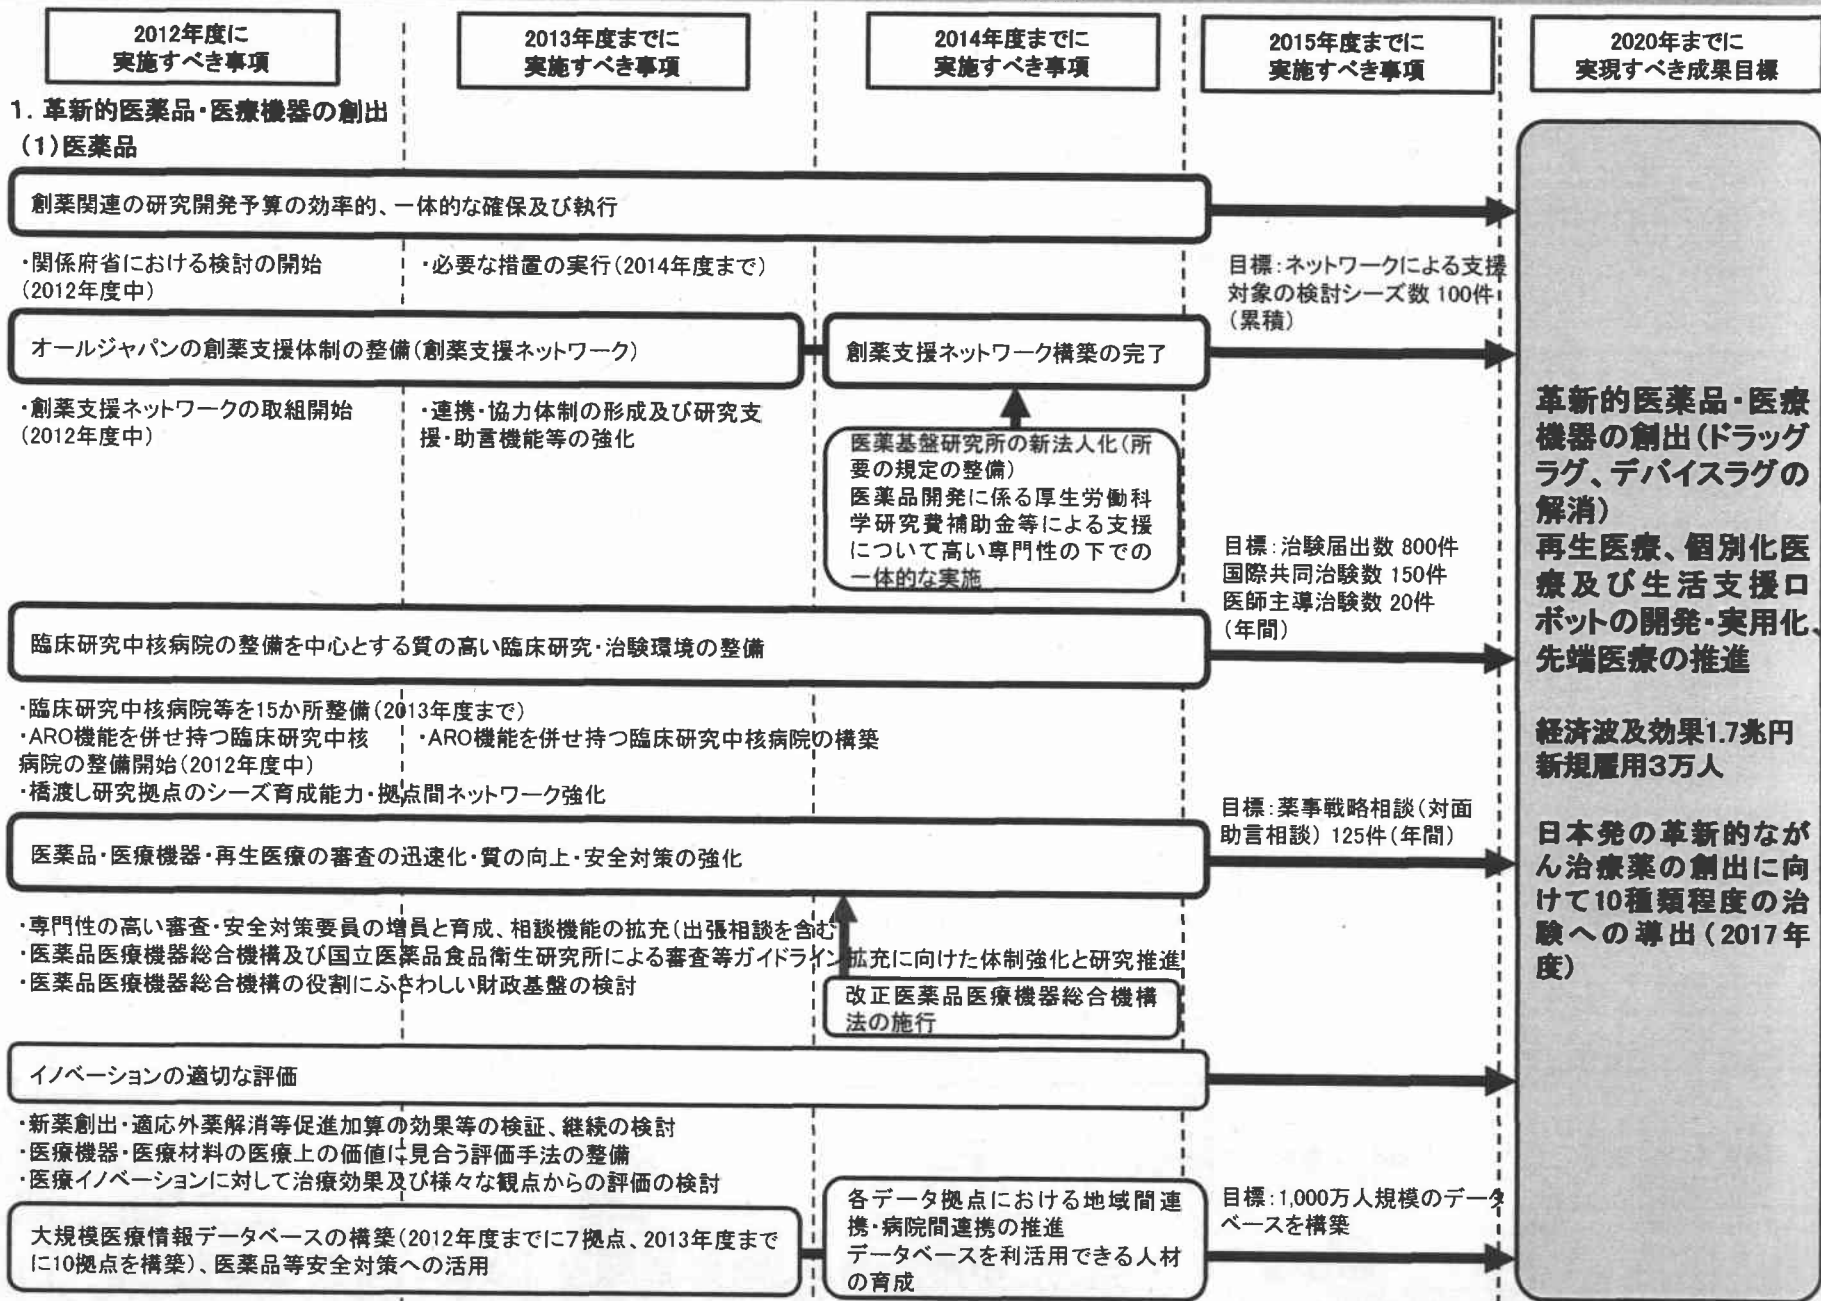 2012年度に
実施すべき事項
2013年度までに
実施すべき事項
2014年度までに
実施すべき事項
2015年度までに
実施すべき事項
2020年までに
実現すべき成果目標
1. 革新的医薬品・医療機器の創出
(1)医薬品
創薬関連の研究開発予算の効率的、一体的な確保及び執行
・関係府省における検討の開始
(2012年度中)
・必要な措置の実行(2014年度まで)
目標:ネットワークによる支援
対象の検討シーズ数 100件
(累積)
オールジャパンの創薬支援体制の整備(創薬支援ネットワーク)
創薬支援ネットワーク構築の完了
・創薬支援ネットワークの取組開始
(2012年度中)
・連携・協力体制の形成及び研究支
援・助言機能等の強化
医薬基盤研究所の新法人化(所
要の規定の整備)
医薬品開発に係る厚生労働科
学研究費補助金等による支援
について高い専門性の下での
一体的な実施
目標:治験届出数 800件
国際共同治験数 150件
医師主導治験数 20件
(年間)
臨床研究中核病院の整備を中心とする質の高い臨床研究・治験環境の整備
・臨床研究中核病院等を15か所整備(2013年度まで)
・ARO機能を併せ持つ臨床研究中核
病院の整備開始(2012年度中)
・ARO機能を併せ持つ臨床研究中核病院の構築
・橋渡し研究拠点のシーズ育成能力・拠点間ネットワーク強化
目標:薬事戦略相談(対面
助言相談) 125件(年間)
医薬品・医療機器・再生医療の審査の迅速化・質の向上・安全対策の強化
・専門性の高い審査・安全対策要員の増員と育成、相談機能の拡充(出張相談を含む
・医薬品医療機器総合機構及び国立医薬品食品衛生研究所による審査等ガイドライン拡充に向けた体制強化と研究推進
・医薬品医療機器総合機構の役割にふさわしい財政基盤の検討
改正医薬品医療機器総合機構
法の施行
イノベーションの適切な評価
・新薬創出・適応外薬解消等促進加算の効果等の検証、継続の検討
・医療機器・医療材料の医療上の価値に見合う評価手法の整備
・医療イノベーションに対して治療効果及び様々な観点からの評価の検討
大規模医療情報データベースの構築(2012年度までに7拠点、2013年度まで
に10拠点を構築)、医薬品等安全対策への活用
各データ拠点における地域間連
携・病院間連携の推進
データベースを利活用できる人材
の育成
目標:1,000万人規模のデータ
ベースを構築
革新的医薬品・医療
機器の創出(ドラッグ
ラグ、デバイスラグの
解消)
再生医療、個別化医
療及び生活支援ロ
ボットの開発・実用化、
先端医療の推進
経済波及効果1.7兆円
新規雇用3万人
日本発の革新的なが
ん治療薬の創出に向
けて10種類程度の治
験への導出(2017年
度)